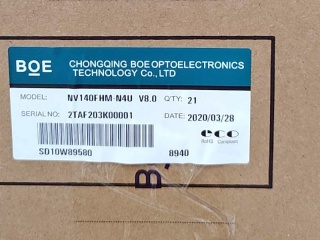 BOE CHONGQING BOE OPTOELECTRONICS
TECHNOLOGY Co., LTD
MODEL: NV140FHM-N4U V8.0 Q'TY: 21
SERIAL NO: 2TAF203K00001 DATE: 2020/03/28
eco
RoHS Compliant
SD10W89580 8940
B